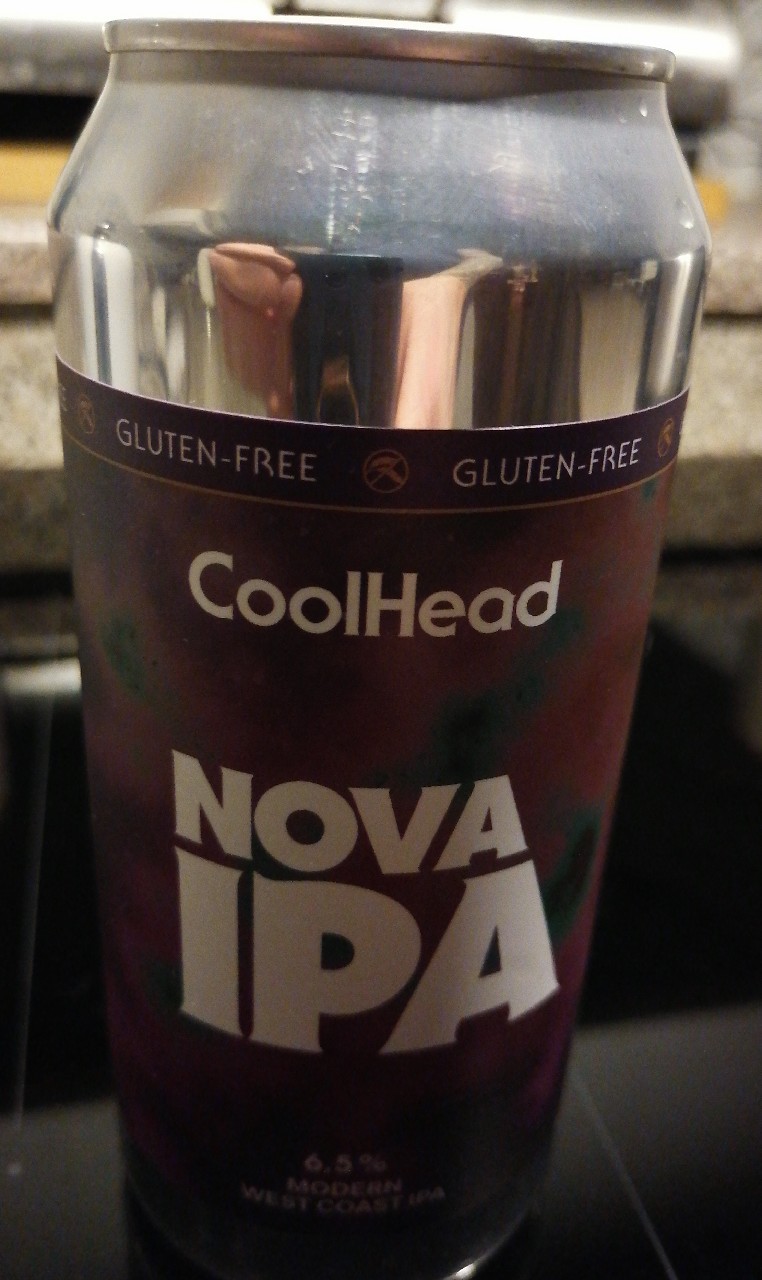 GLUTEN-FREE GLUTEN-FREE
CoolHead
NOVA
IPA
6.5%
MODERN
WEST COAST IPA